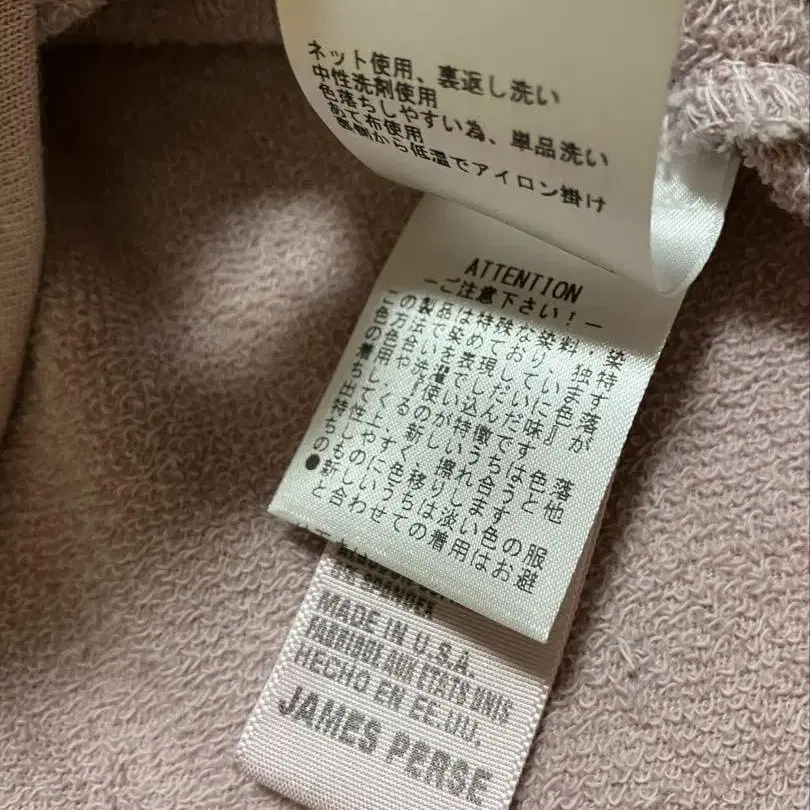 ネット使用、裏返し洗い
中性洗剤使用
色落ちしやすい為、単品洗い
あて布使用
裏側から低温でアイロン掛け
ATTENTION
ーご注意下さい！ー
この製品は特殊な染料・染
色方法で染めており、独特
の色合いを表現しています
着用や洗濯でしだいに色落
ちし、『使い込んだ味』が
出てくるのが特徴です
特性上、新しいうちは色落
ちしやすく、擦れ合うと他
のものに色移りします
●新しいうちは淡い色の服
と合わせての着用はお避
SPANDEX
MADE IN U.S.A.
FABRIQUE AUX ETATS UNIS
HECHO EN EE.UU.
JAMES PERSE